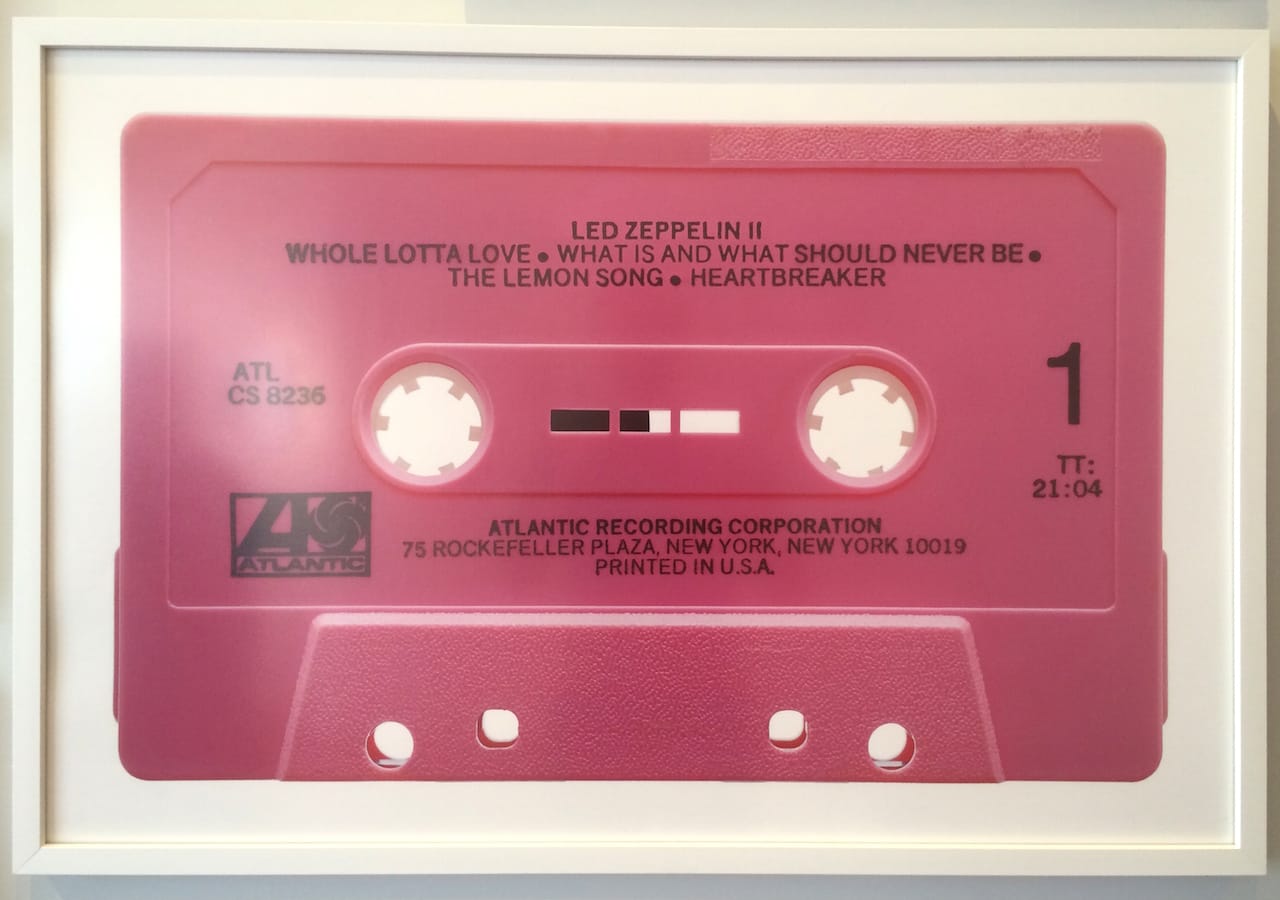 LED ZEPPELIN II
WHOLE LOTTA LOVE ● WHAT IS AND WHAT SHOULD NEVER BE ●
THE LEMON SONG ● HEARTBREAKER
ATL
CS 8236
1
TT:
21:04
ATLANTIC
ATLANTIC RECORDING CORPORATION
75 ROCKEFELLER PLAZA, NEW YORK, NEW YORK 10019
PRINTED IN U.S.A.